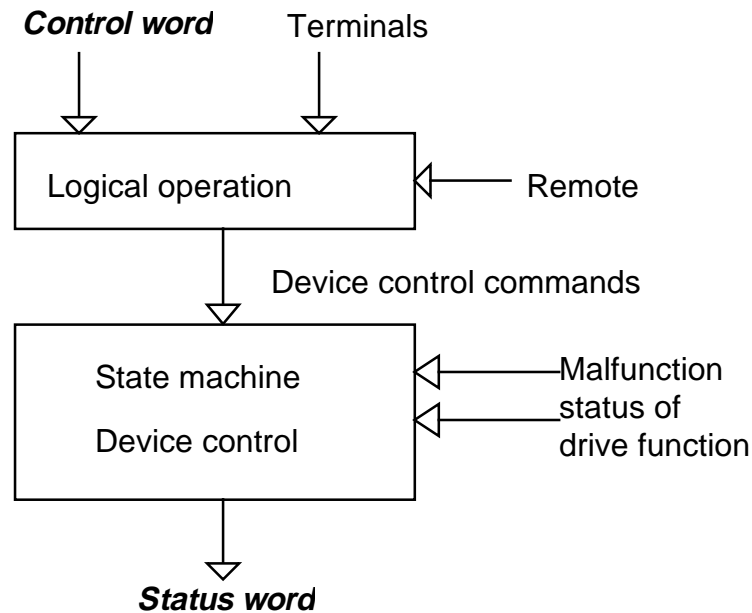 Control word
Terminals
Logical operation
Remote
Device control commands
State machine
Device control
Malfunction
status of
drive function
Status word